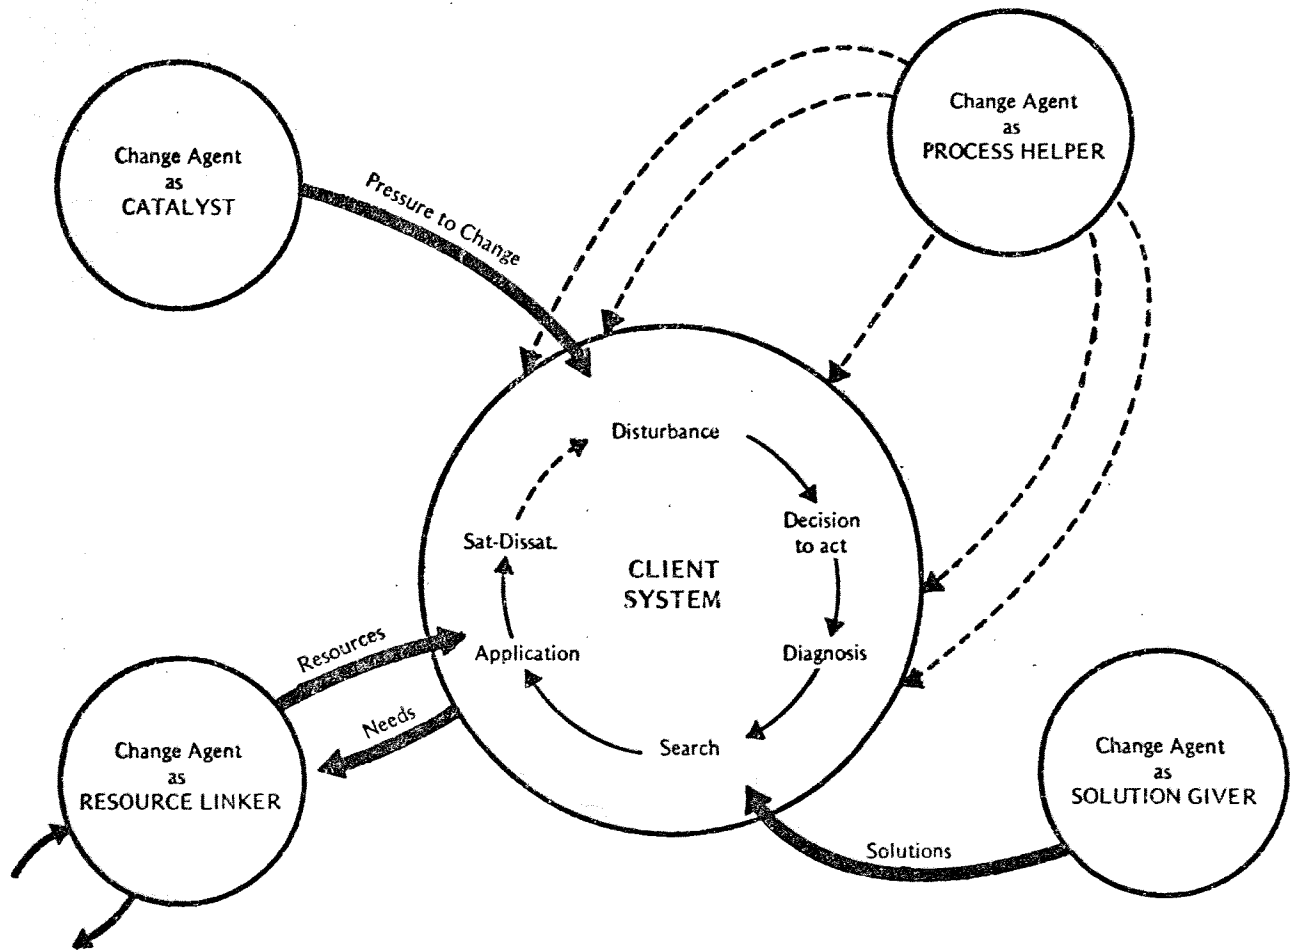 Change Agent
as
PROCESS HELPER
Change Agent
as
CATALYST
Pressure to Change
Disturbance
Decision
to act
Sat-Dissat.
CLIENT
SYSTEM
Diagnosis
Application
Search
Resources
Needs
Change Agent
as
RESOURCE LINKER
Change Agent
as
SOLUTION GIVER
Solutions